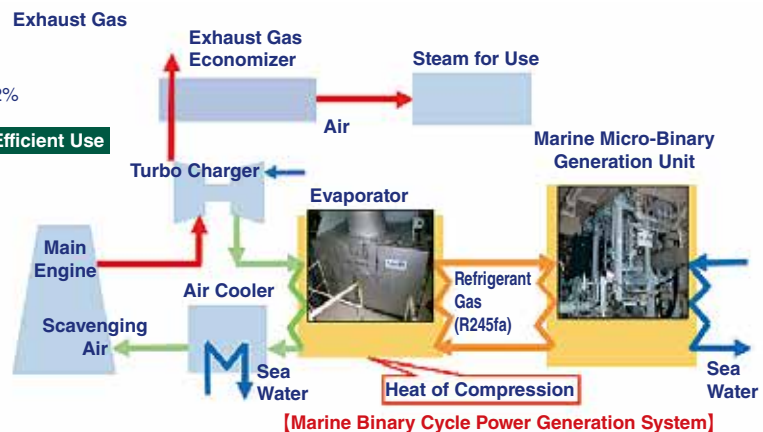 Exhaust Gas
Exhaust Gas
Economizer
Steam for Use
2%
Air
Efficient Use
Marine Micro-Binary
Generation Unit
Turbo Charger
Evaporator
Main
Engine
Refrigerant
Gas
(R245fa)
Air Cooler
Scavenging
Air
Sea
Water
Sea
Water
Heat of Compression
【Marine Binary Cycle Power Generation System】